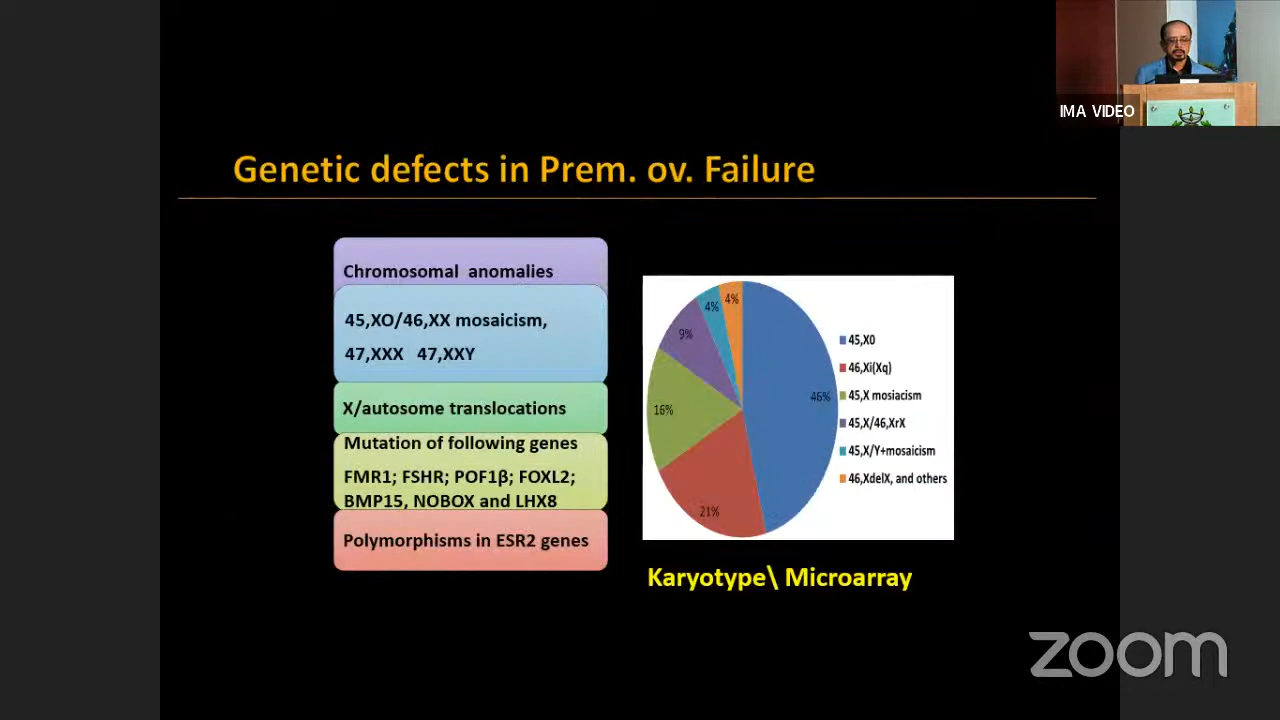 IMA VIDEO
Genetic defects in Prem. ov. Failure
Chromosomal anomalies
45,XO/46,XX mosaicism,
47,XXX 47,XXY
X/autosome translocations
Mutation of following genes
FMR1; FSHR; POF1β; FOXL2;
BMP15, NOBOX and LHX8
Polymorphisms in ESR2 genes
4%
4%
9%
16%
21%
46%
45,X0
46,Xi(Xq)
45,X mosiacism
45,X/46,XrX
45,X/Y+mosaicism
46,XdelX, and others
Karyotype\ Microarray
zoom